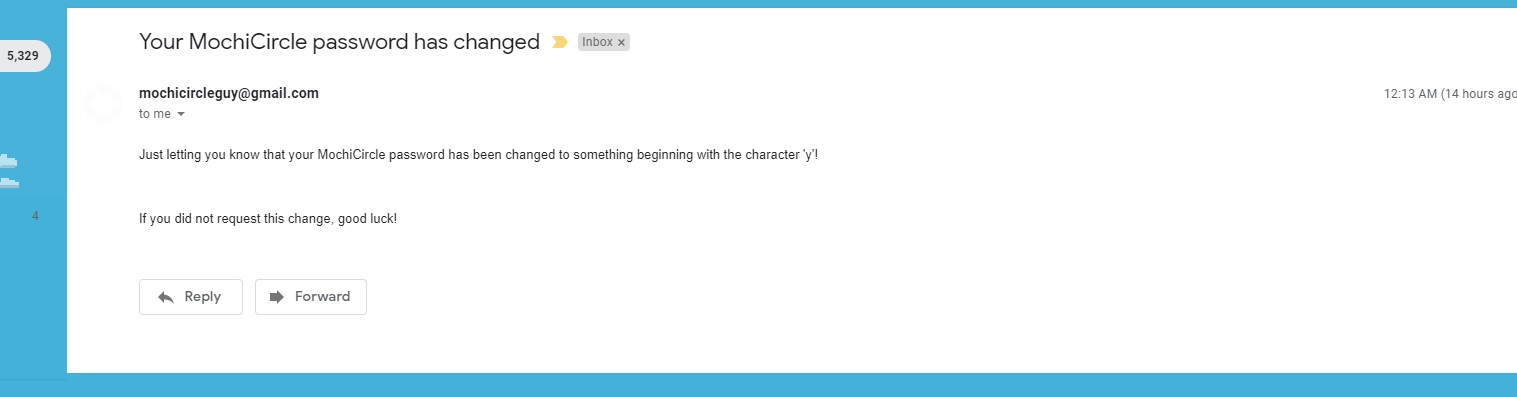 Your MochiCircle password has changed Inbox x
5,329
mochicircleguy@gmail.com 12:13 AM (14 hours ago
to me
Just letting you know that your MochiCircle password has been changed to something beginning with the character 'y'!
4
If you did not request this change, good luck!
Reply Forward